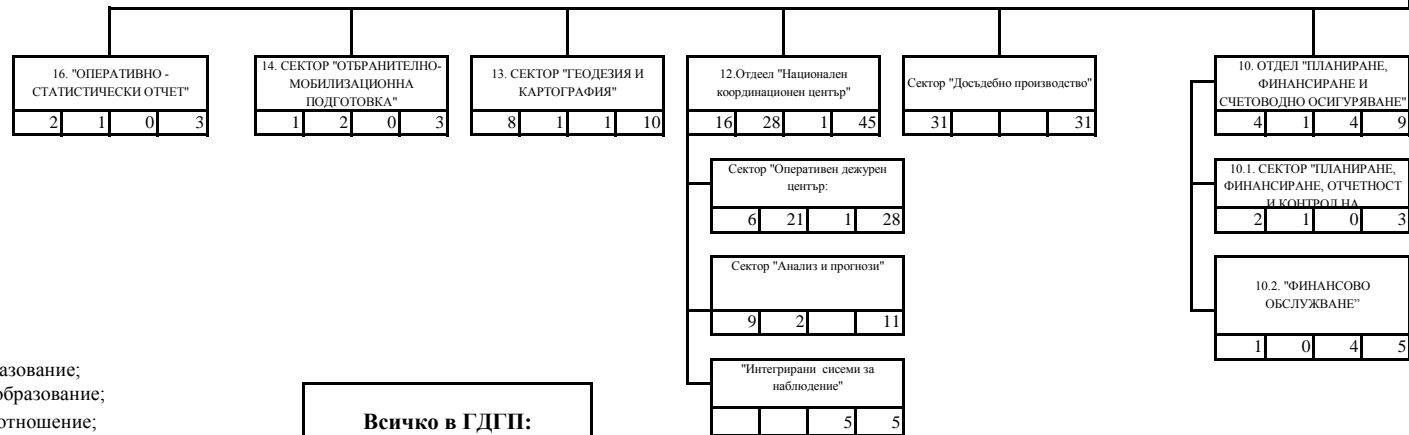 16. "ОПЕРАТИВНО -
СТАТИСТИЧЕСКИ ОТЧЕТ"
2 1 0 3
14. СЕКТОР "ОТБРАНИТЕЛНО-
МОБИЛИЗАЦИОННА
ПОДГОТОВКА"
1 2 0 3
13. СЕКТОР "ГЕОДЕЗИЯ И
КАРТОГРАФИЯ"
8 1 1 10
12.Отдеел "Национален
координационен център"
16 28 1 45
Сектор "Досъдебно производство"
31 31
10. ОТДЕЛ "ПЛАНИРАНЕ,
ФИНАНСИРАНЕ И
СЧЕТОВОДНО ОСИГУРЯВАНЕ"
4 1 4 9
Сектор "Оперативен дежурен
център:
6 21 1 28
10.1. СЕКТОР "ПЛАНИРАНЕ,
ФИНАНСИРАНЕ, ОТЧЕТНОСТ
И КОНТРОЛ НА
2 1 0 3
Сектор "Анализ и прогнози"
9 2 11
10.2. "ФИНАНСОВО
ОБСЛУЖВАНЕ”
1 0 4 5
"Интегрирани сисеми за
наблюдение"
5 5
азование;
образование;
отношение;
Всичко в ГДГП: